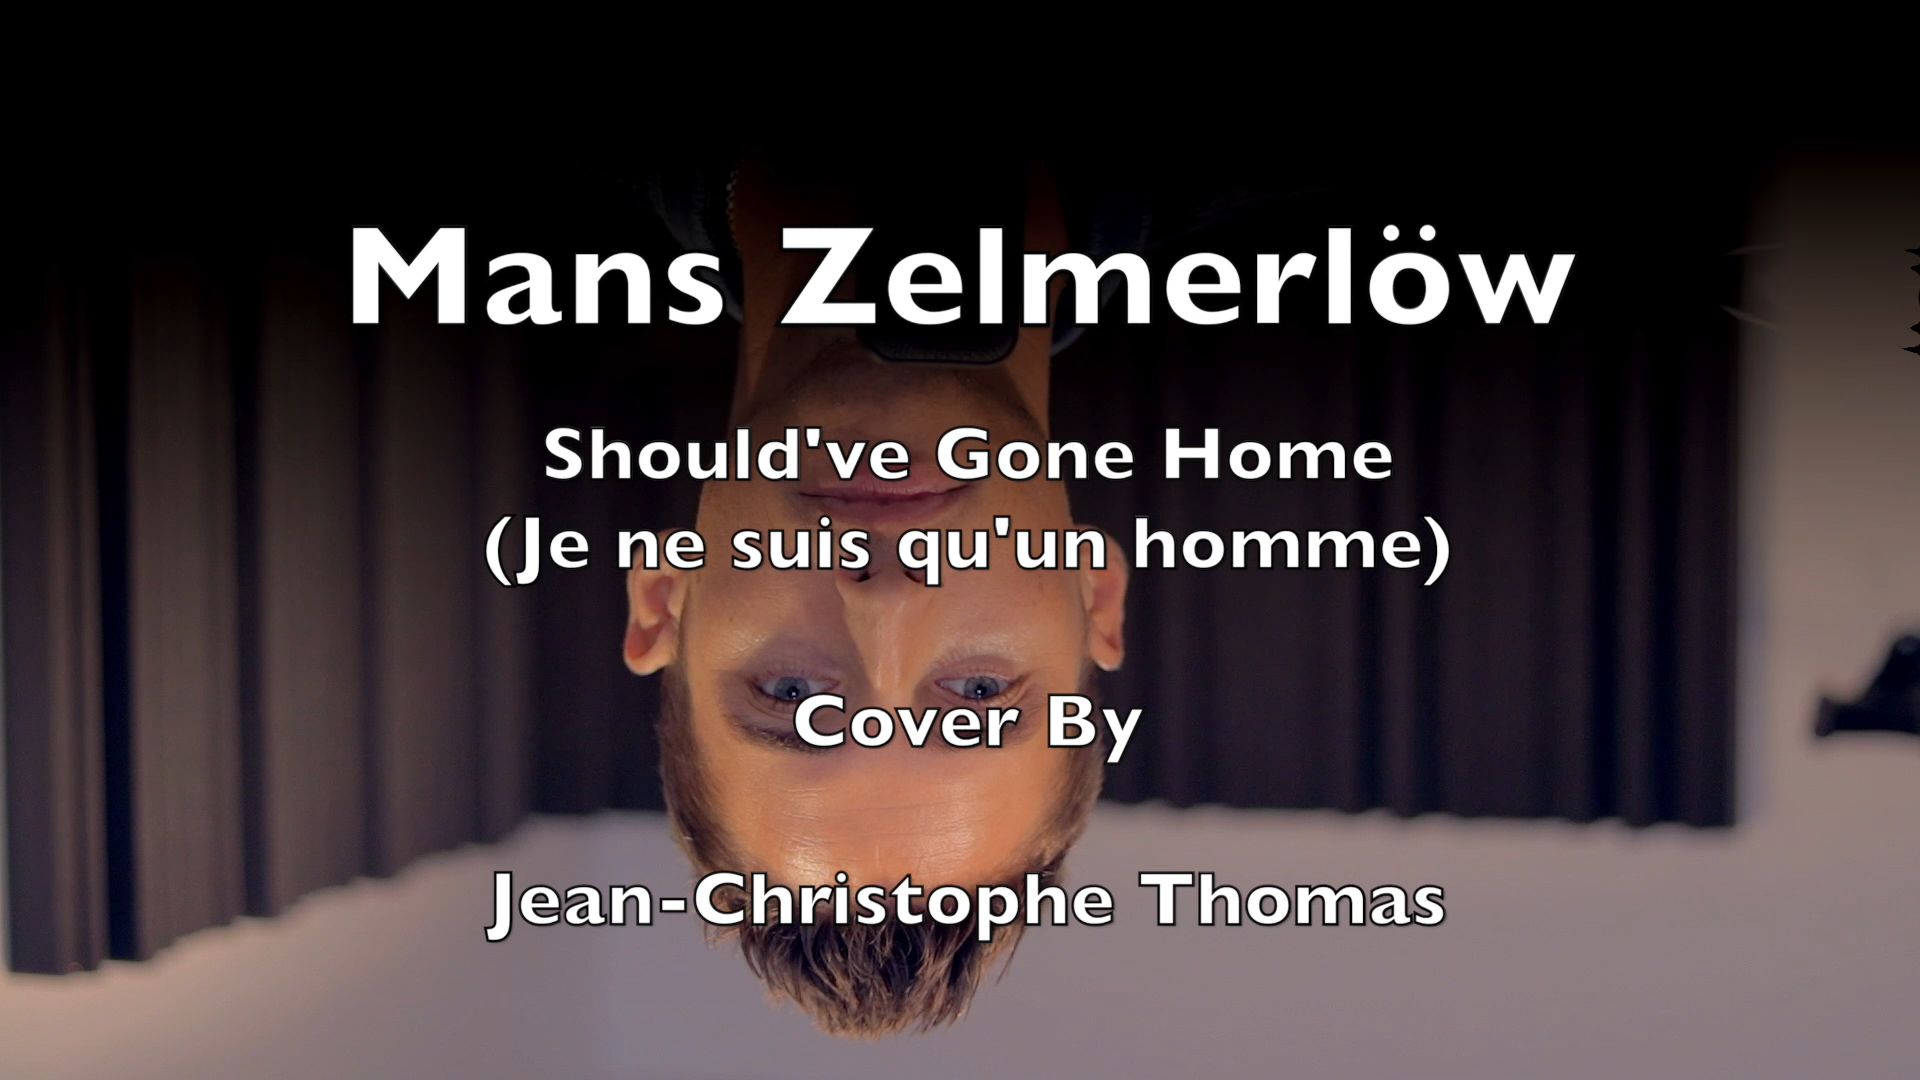 Mans Zelmerlöw
Should've Gone Home
(Je ne suis qu'un homme)
Cover By
Jean-Christophe Thomas